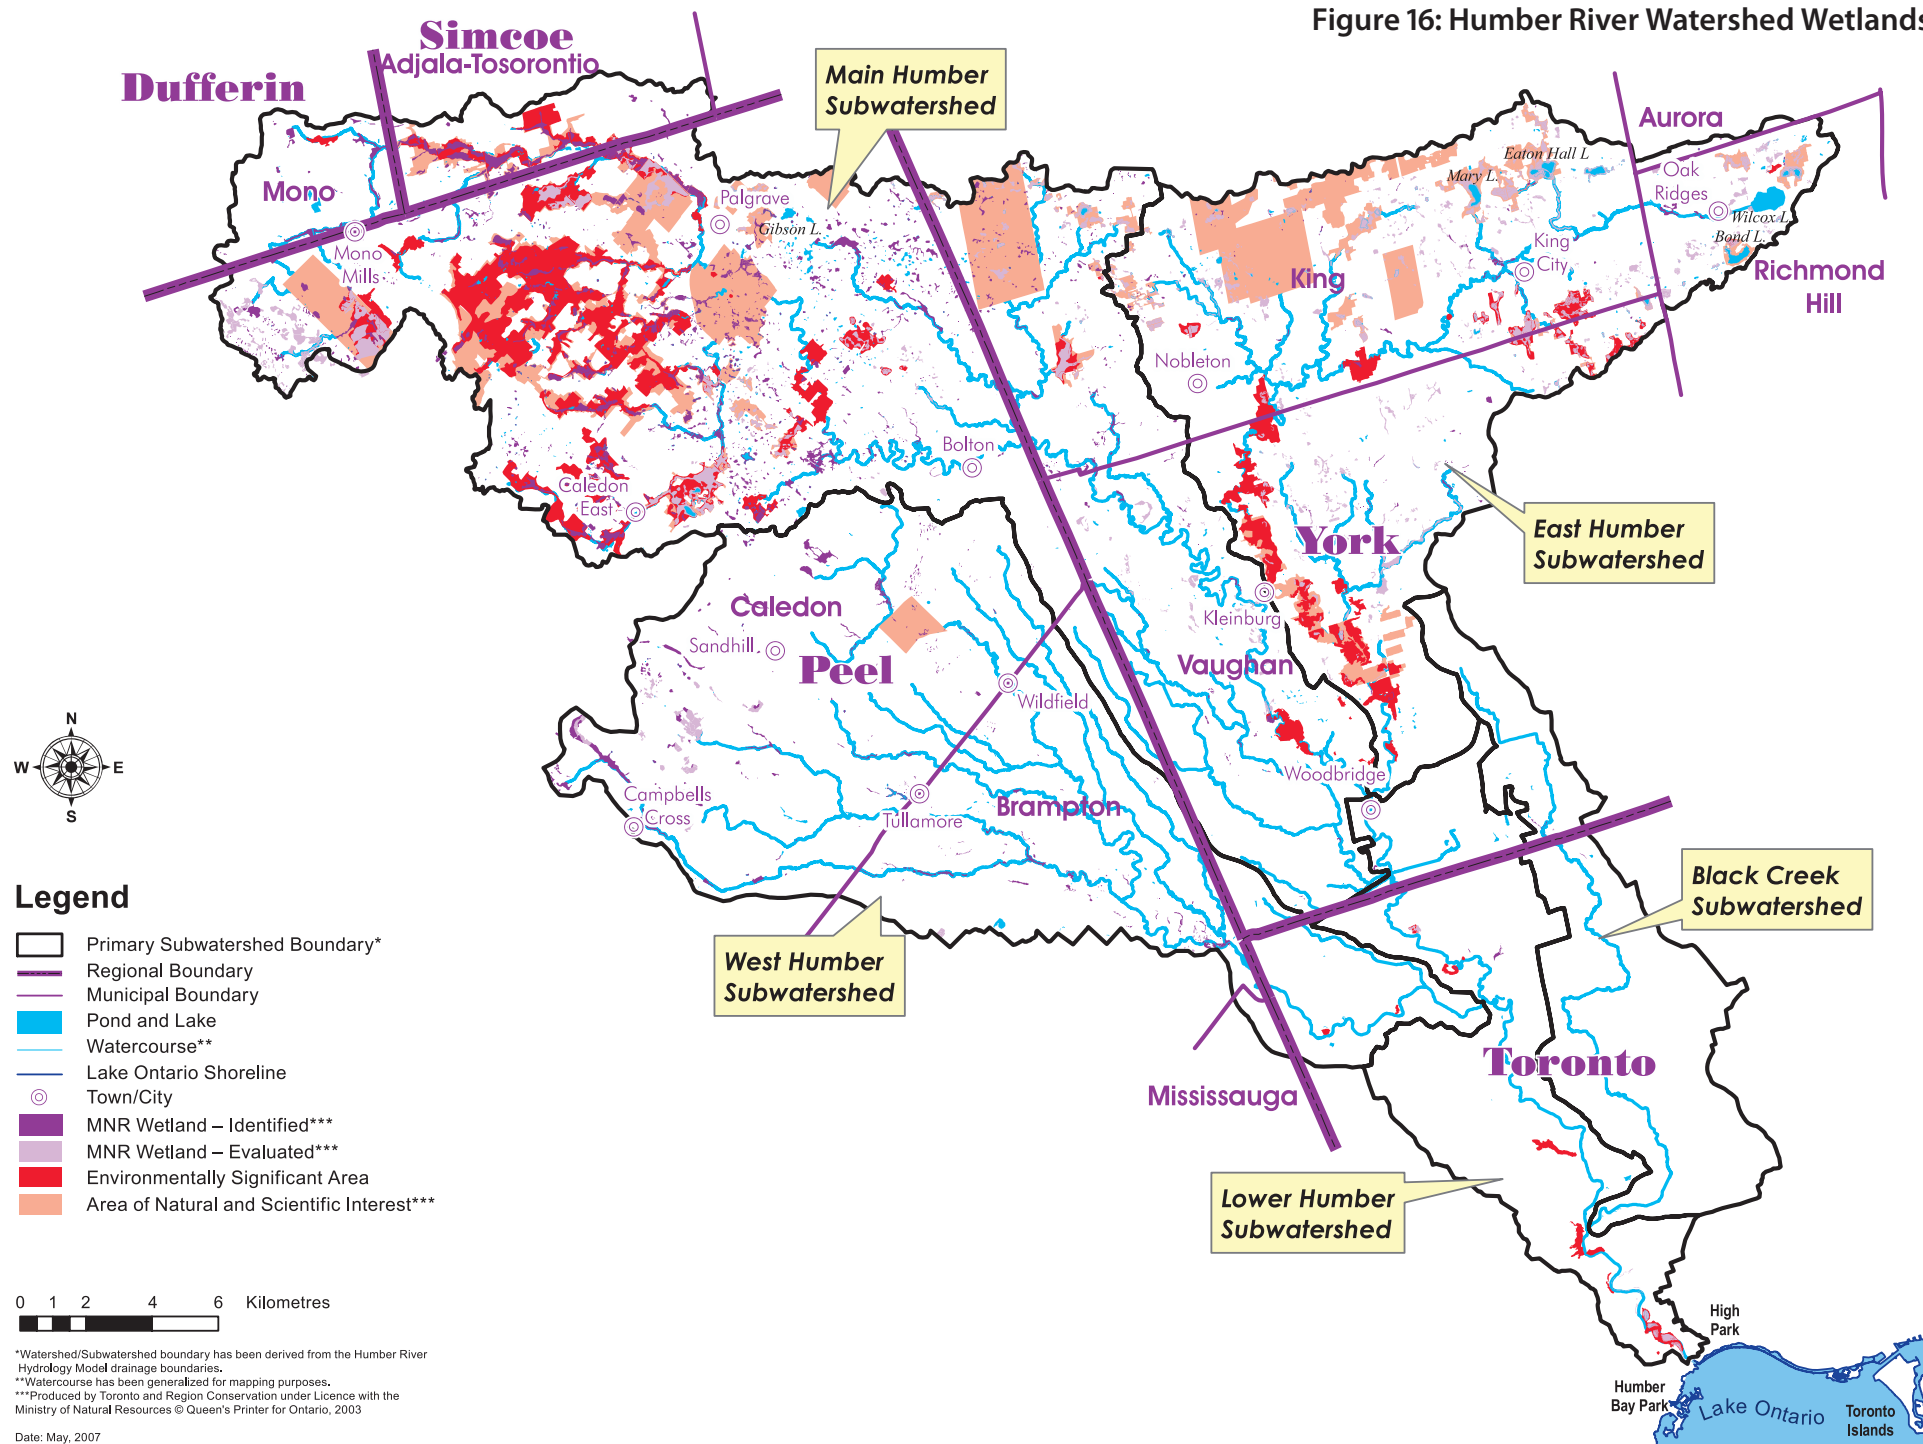 Figure 16: Humber River Watershed Wetlands
Simcoe
Adjala-Tosorontio
Dufferin
Main Humber
Subwatershed
Aurora
Eaton Hall L
Mary L.
Oak
Ridges
Wilcox L.
Bond L.
Mono
Palgrave
Gibson L.
Mono
Mills
King
City
King
Richmond
Hill
Nobleton
Bolton
Caledon
East
York
East Humber
Subwatershed
Kleinburg
Caledon
Sandhill
Peel
Vaughan
Wildfield
N
W
E
S
Woodbridge
Campbells
Cross
Tullamore
Brampton
Black Creek
Subwatershed
West Humber
Subwatershed
Toronto
Mississauga
Lower Humber
Subwatershed
High
Park
Humber
Bay Park
Lake Ontario
Toronto
Islands
Legend
Primary Subwatershed Boundary*
Regional Boundary
Municipal Boundary
Pond and Lake
Watercourse**
Lake Ontario Shoreline
Town/City
MNR Wetland – Identified***
MNR Wetland – Evaluated***
Environmentally Significant Area
Area of Natural and Scientific Interest***
0 1 2 4 6 Kilometres
*Watershed/Subwatershed boundary has been derived from the Humber River
Hydrology Model drainage boundaries.
**Watercourse has been generalized for mapping purposes.
***Produced by Toronto and Region Conservation under Licence with the
Ministry of Natural Resources © Queen's Printer for Ontario, 2003
Date: May, 2007